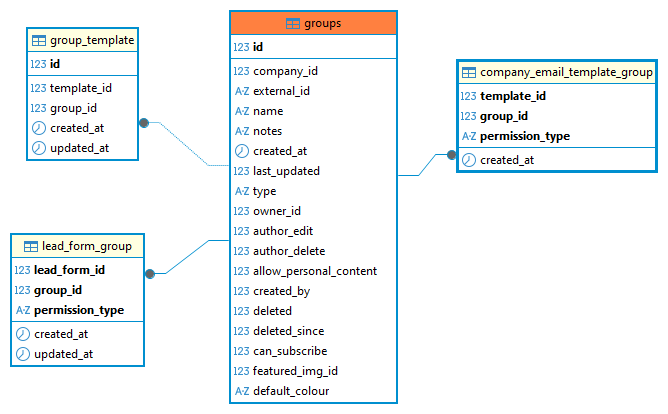 group_template
123 id
123 template_id
123 group_id
created_at
updated_at
groups
123 id
123 company_id
A-Z external_id
A-Z name
A-Z notes
created_at
123 last_updated
A-Z type
123 owner_id
123 author_edit
123 author_delete
123 allow_personal_content
123 created_by
123 deleted
123 deleted_since
123 can_subscribe
123 featured_img_id
A-Z default_colour
company_email_template_group
123 template_id
123 group_id
A-Z permission_type
created_at
lead_form_group
123 lead_form_id
123 group_id
A-Z permission_type
created_at
updated_at